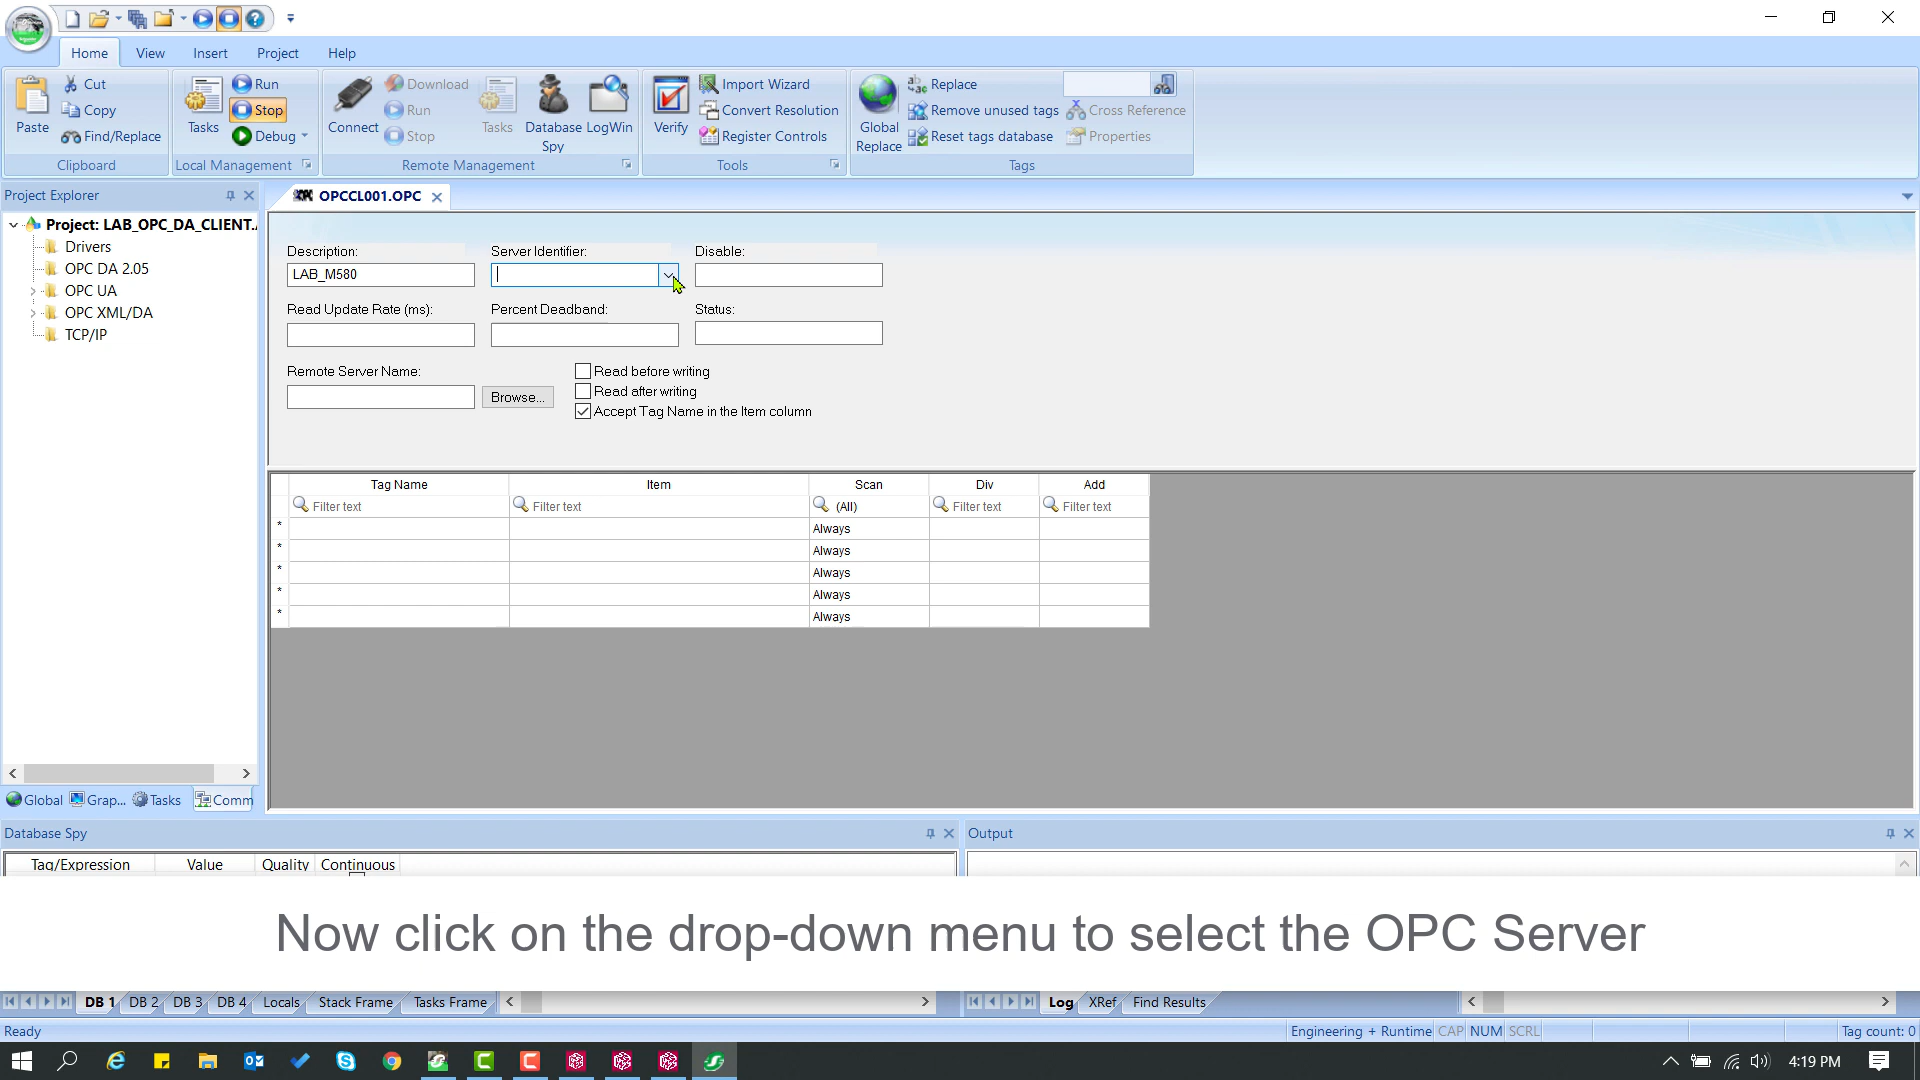 Home View Insert Project Help
Paste Cut Copy Find/Replace Clipboard
Tasks Run Stop Debug Local Management
Connect Download Run Stop Tasks Database Spy LogWin Remote Management
Verify Import Wizard Convert Resolution Register Controls Tools
Global Replace Replace Remove unused tags Reset tags database Cross Reference Properties Tags
Project Explorer
Project: LAB_OPC_DA_CLIENT.
Drivers
OPC DA 2.05
OPC UA
OPC XML/DA
TCP/IP
Global Grap... Tasks Comm
OPCCL001.OPC
Description: Server Identifier: Disable:
LAB_M580
Read Update Rate (ms): Percent Deadband: Status:
Remote Server Name:
Browse...
Read before writing
Read after writing
Accept Tag Name in the Item column
Tag Name Item Scan Div Add
Filter text Filter text (All) Filter text Filter text
* Always
* Always
* Always
* Always
* Always
Database Spy
Tag/Expression Value Quality Continuous
Output
Now click on the drop-down menu to select the OPC Server
DB 1 DB 2 DB 3 DB 4 Locals Stack Frame Tasks Frame
Log XRef Find Results
Ready Engineering + Runtime CAP NUM SCRL Tag count: 0
4:19 PM